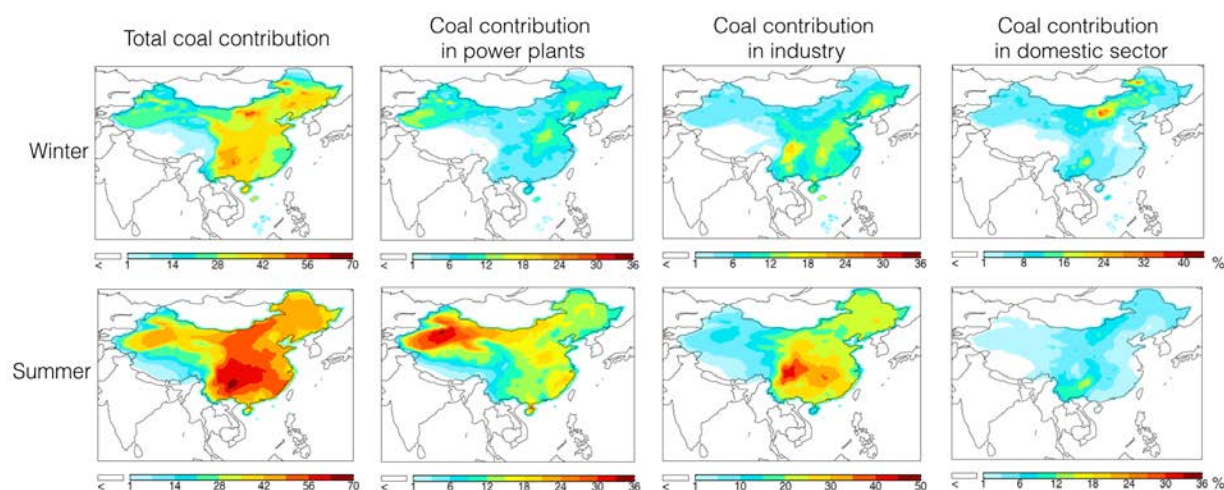 Total coal contribution
Coal contribution
in power plants
Coal contribution
in industry
Coal contribution
in domestic sector
Winter
< 1 14 28 42 56 70
< 1 6 12 18 24 30 36
< 1 6 12 18 24 30 36
< 1 8 16 24 32 40 %
Summer
< 1 14 28 42 56 70
< 1 6 12 18 24 30 36
< 1 10 20 30 40 50
< 1 6 12 18 24 30 36 %